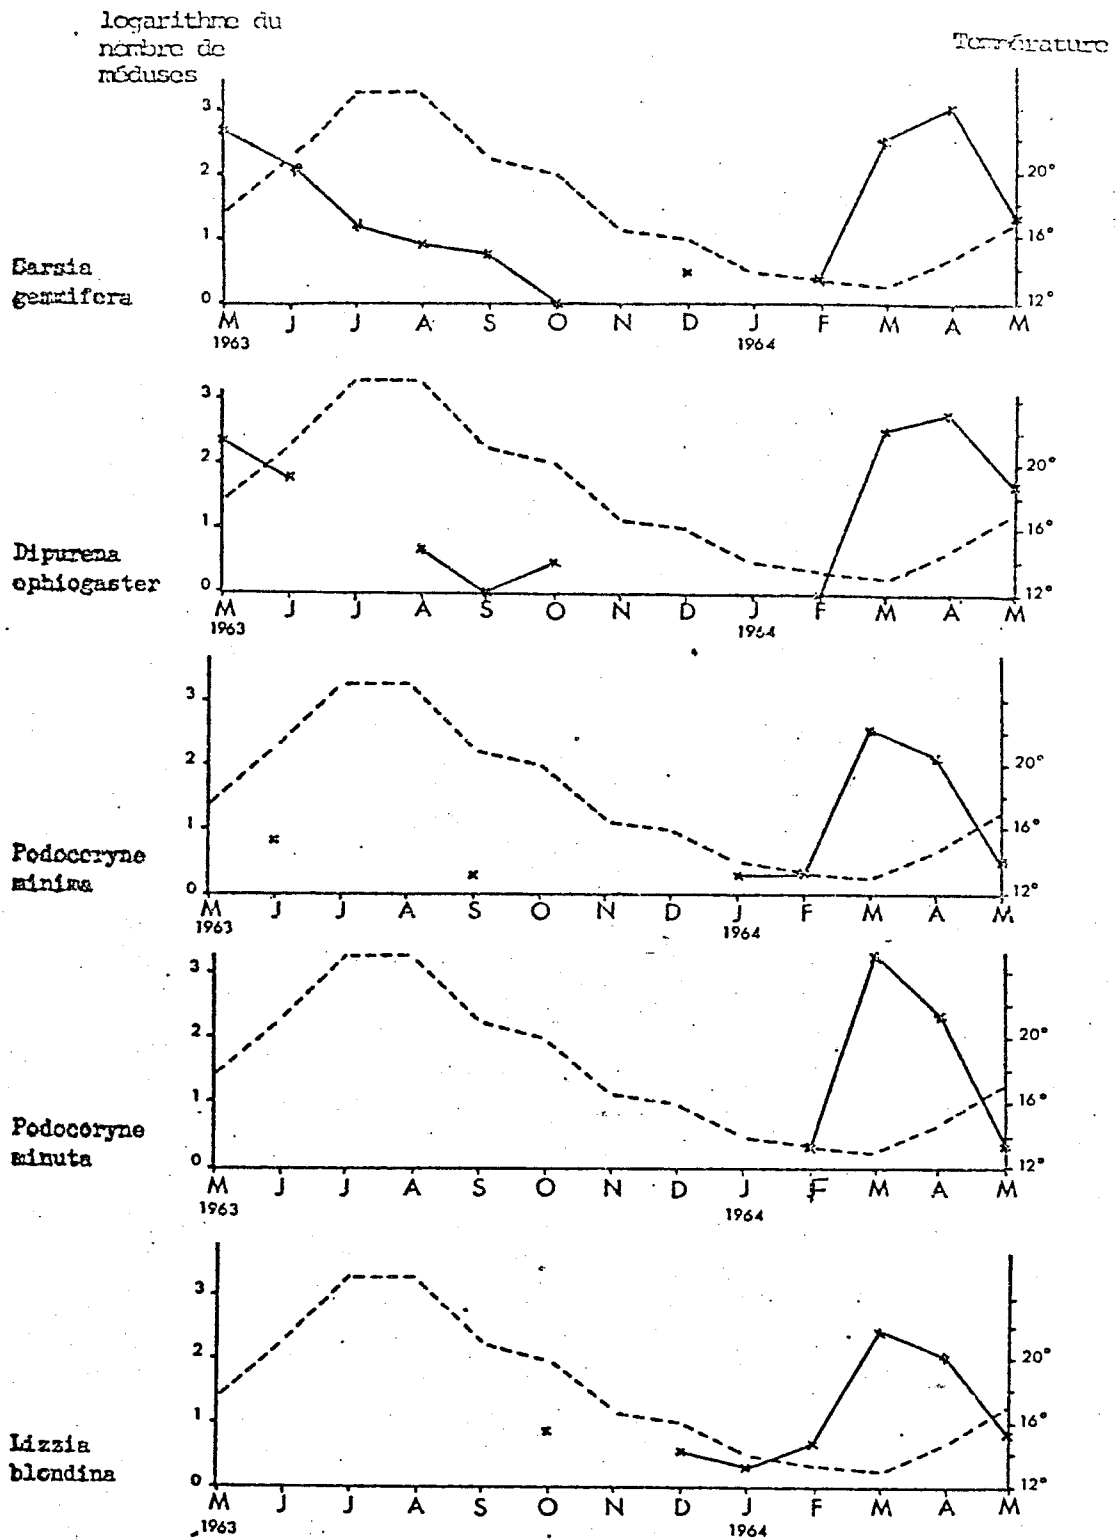 logarithme du
nombre de
méduses
Température
3
2
1
0
20°
16°
12°
Sarsia
gemmifera
M J J A S O N D J F M A M
1963 1964
3
2
1
0
20°
16°
12°
Dipurena
ophiogaster
M J J A S O N D J F M A M
1963 1964
3
2
1
0
20°
16°
12°
Podocoryne
minima
M J J A S O N D J F M A M
1963 1964
3
2
1
0
20°
16°
12°
Podocoryne
minuta
M J J A S O N D J F M A M
1963 1964
3
2
1
0
20°
16°
12°
Lizzia
blondina
M J J A S O N D J F M A M
1963 1964